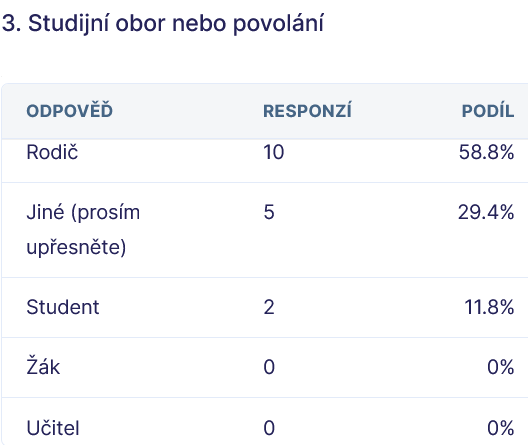 3. Studijní obor nebo povolání
ODPOVĚĎ RESPONZÍ PODÍL
Rodič 10 58.8%
Jiné (prosím 5 29.4%
upřesněte)
Student 2 11.8%
Žák 0 0%
Učitel 0 0%